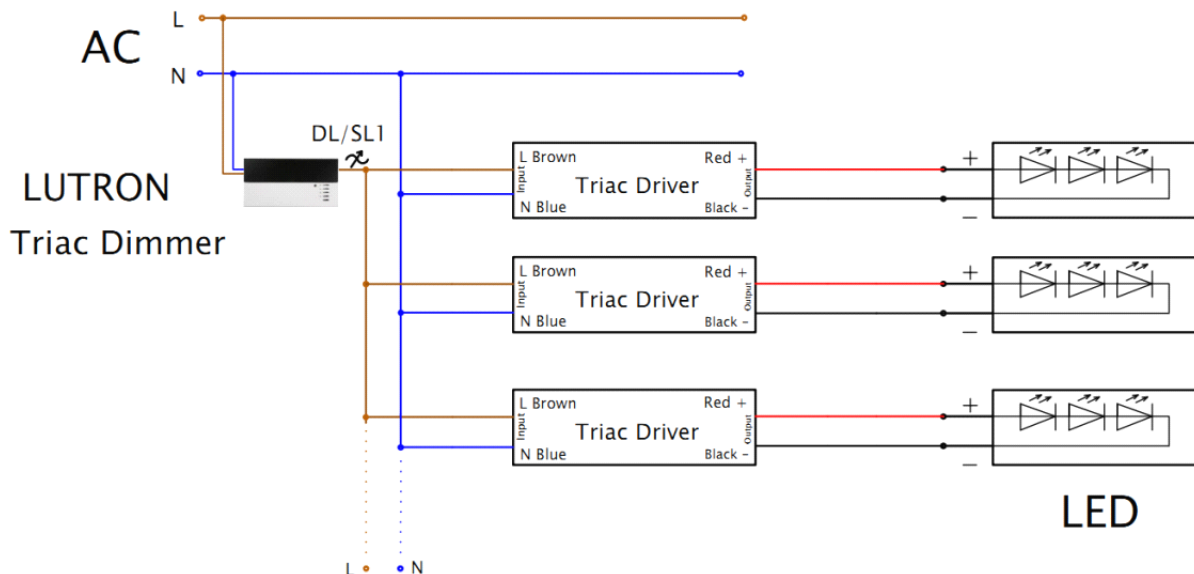 L
AC
N
DL/SL1
LUTRON
Triac Dimmer
L Brown
Red +
Input
Triac Driver
Output
N Blue
Black -
+
-
L Brown
Red +
Input
Triac Driver
Output
N Blue
Black -
+
-
L Brown
Red +
Input
Triac Driver
Output
N Blue
Black -
+
-
LED
L
N